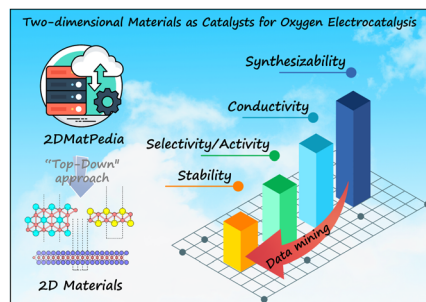 Two-dimensional Materials as Catalysts for Oxygen Electrocatalysis
2DMatPedia
"Top-Down"
approach
2D Materials
Synthesizability
Conductivity
Selectivity/Activity
Stability
Data mining